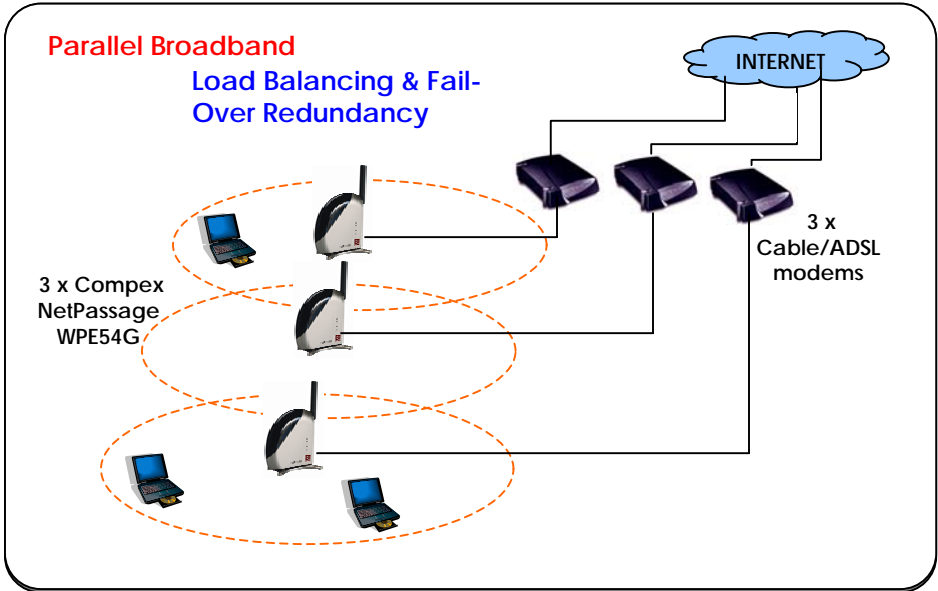 Parallel Broadband
Load Balancing & Fail-
Over Redundancy
INTERNET
3 x
Cable/ADSL
modems
3 x Compex
NetPassage
WPE54G